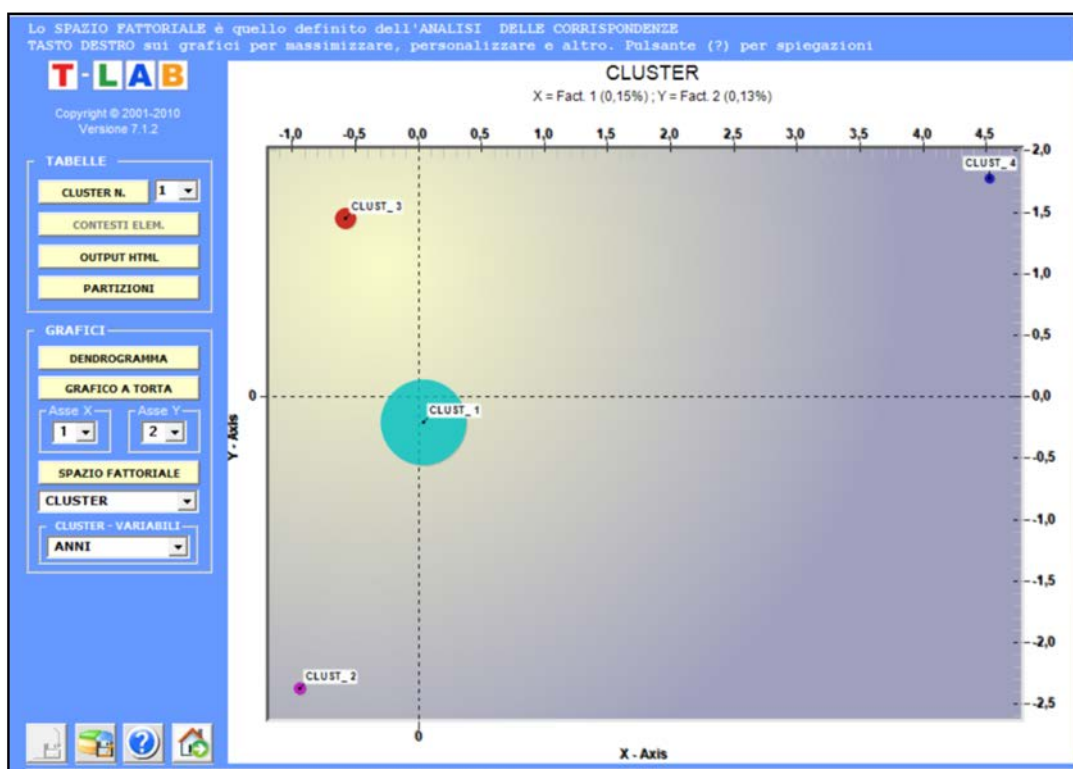 Lo SPAZIO FATTORIALE è quello definito dell'ANALISI DELLE CORRISPONDENZE
TASTO DESTRO sui grafici per massimizzare, personalizzare e altro. Pulsante (?) per spiegazioni
T-LAB
Copyright © 2001-2010
Versione 7.1.2
TABELLE
CLUSTER N. 1
CONTESTI ELEM.
OUTPUT HTML
PARTIZIONI
GRAFICI
DENDROGRAMMA
GRAFICO A TORTA
Asse X Asse Y
1 2
SPAZIO FATTORIALE
CLUSTER
CLUSTER - VARIABILI
ANNI
?
CLUSTER
X = Fact. 1 (0,15%) ; Y = Fact. 2 (0,13%)
-1,0 -0,5 0,0 0,5 1,0 1,5 2,0 2,5 3,0 3,5 4,0 4,5
CLUST_4
CLUST_3
CLUST_1
CLUST_2
2,0
1,5
1,0
0,5
0,0
-0,5
-1,0
-1,5
-2,0
-2,5
0
Y - Axis
0
X - Axis